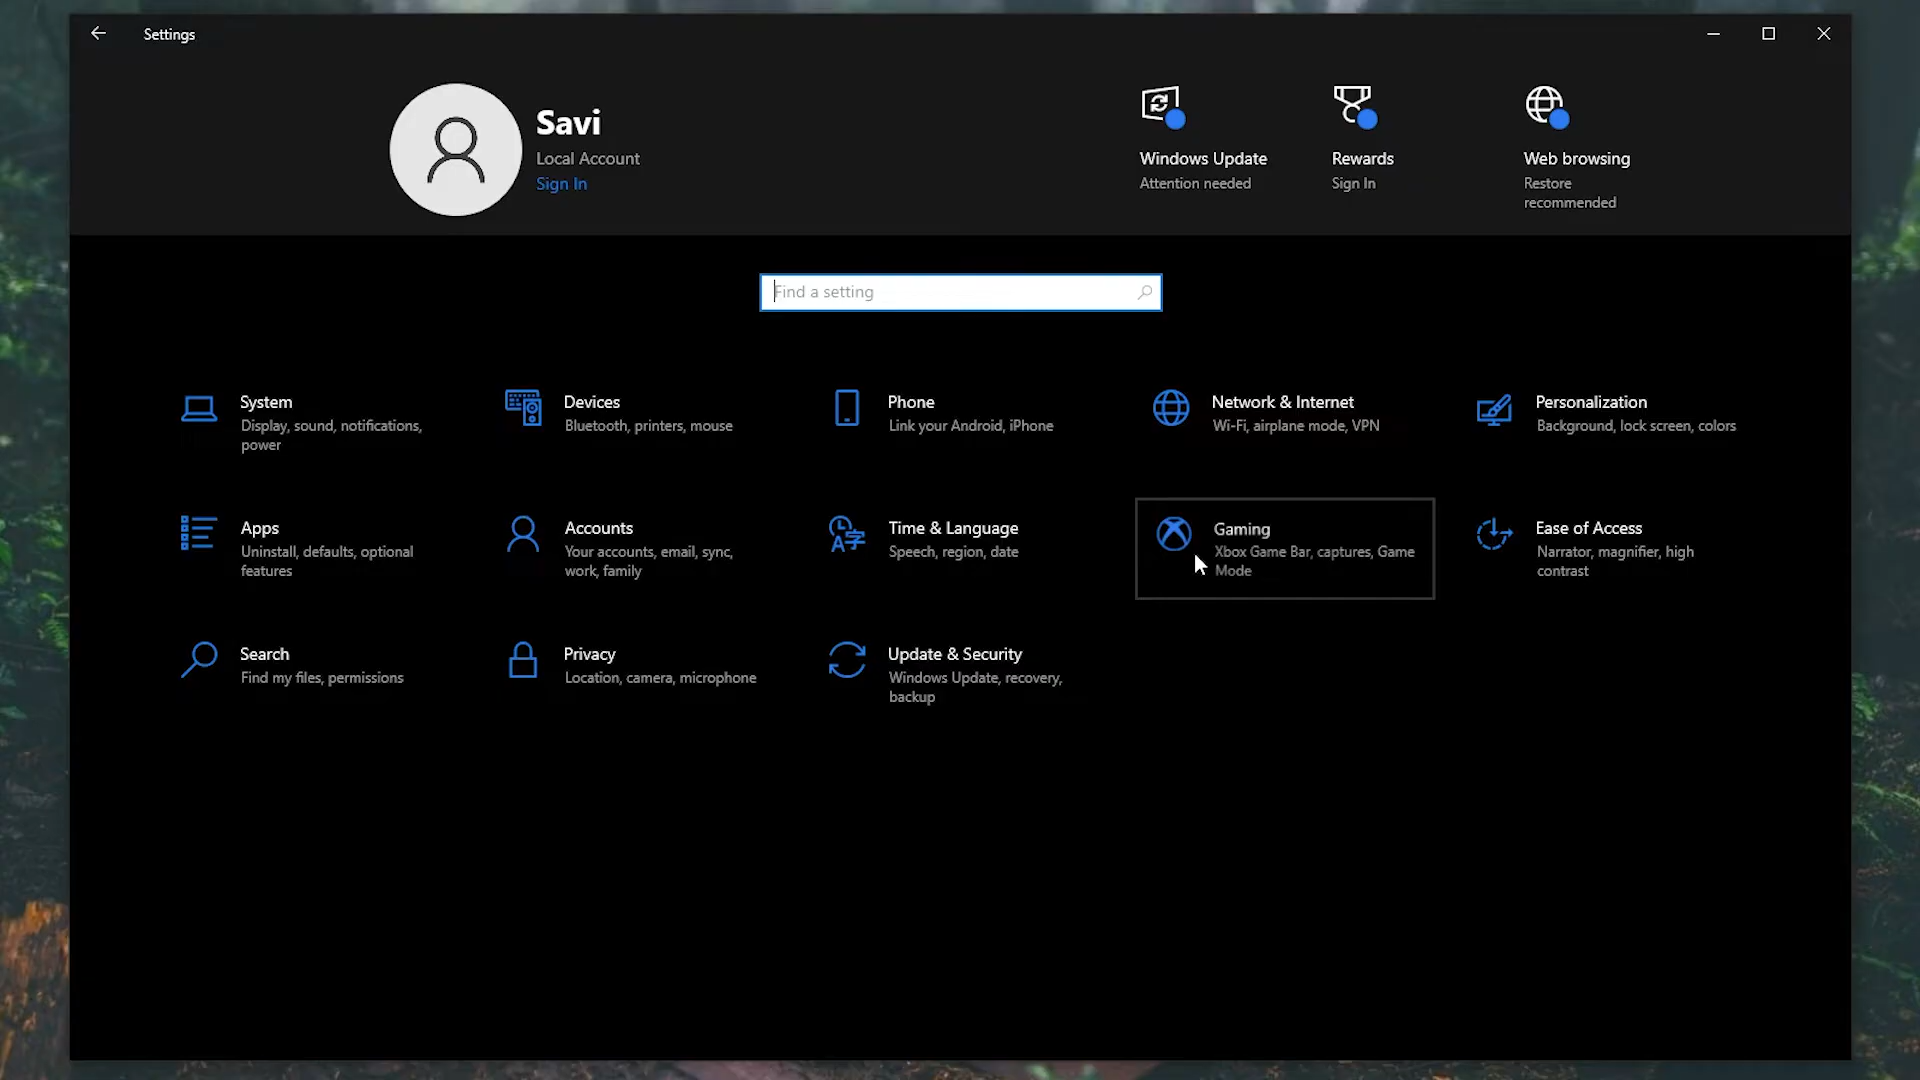 Settings
Savi
Local Account
Sign In
Windows Update
Attention needed
Rewards
Sign In
Web browsing
Restore
recommended
Find a setting
System
Display, sound, notifications,
power
Devices
Bluetooth, printers, mouse
Phone
Link your Android, iPhone
Network & Internet
Wi-Fi, airplane mode, VPN
Personalization
Background, lock screen, colors
Apps
Uninstall, defaults, optional
features
Accounts
Your accounts, email, sync,
work, family
Time & Language
Speech, region, date
Gaming
Xbox Game Bar, captures, Game
Mode
Ease of Access
Narrator, magnifier, high
contrast
Search
Find my files, permissions
Privacy
Location, camera, microphone
Update & Security
Windows Update, recovery,
backup